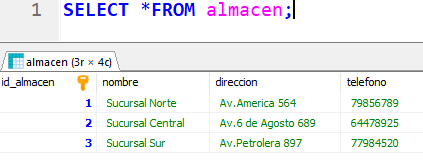 1 SELECT *FROM almacen;
almacen (3r × 4c)
id_almacen nombre direccion telefono
1 Sucursal Norte Av.America 564 79856789
2 Sucursal Central Av.6 de Agosto 689 64478925
3 Sucursal Sur Av.Petrolera 897 77984520